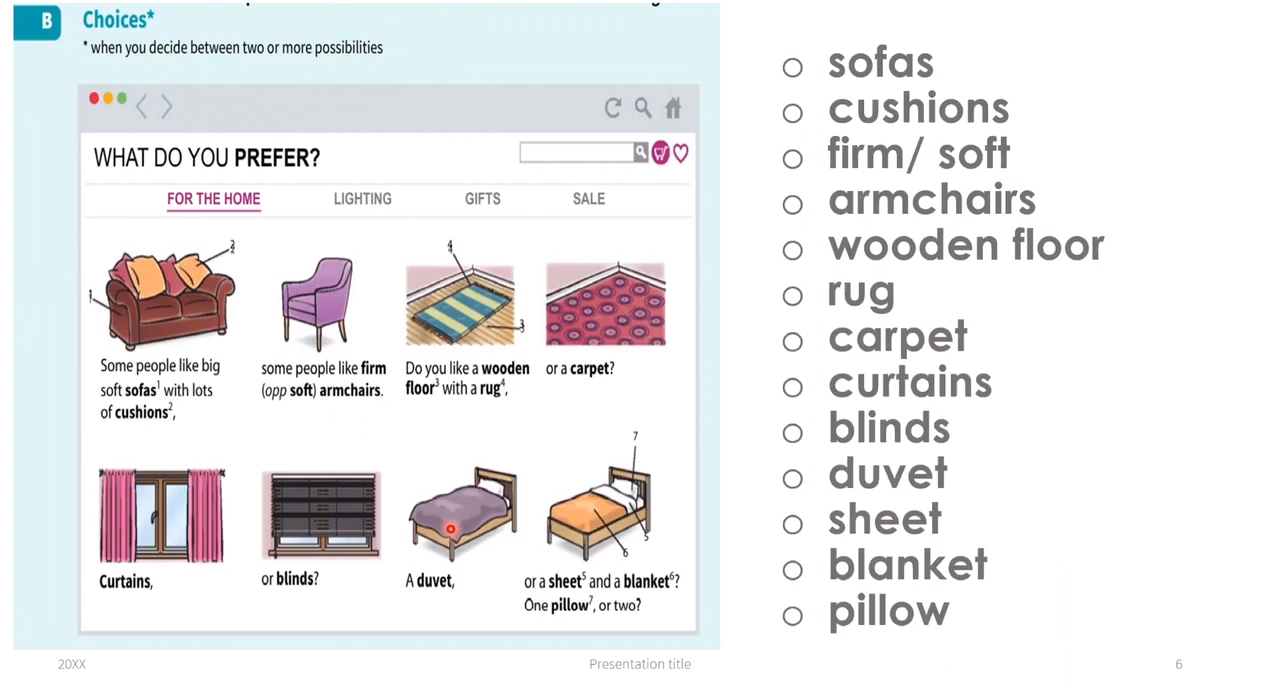 B Choices*
* when you decide between two or more possibilities
WHAT DO YOU PREFER?
FOR THE HOME LIGHTING GIFTS SALE
1
2
4
3
Some people like big
soft sofas¹ with lots
of cushions²,
some people like firm
(opp soft) armchairs.
Do you like a wooden
floor³ with a rug⁴,
or a carpet?
7
5
6
Curtains,
or blinds?
A duvet,
or a sheet⁵ and a blanket⁶?
One pillow⁷, or two?
sofas
cushions
firm/ soft
armchairs
wooden floor
rug
carpet
curtains
blinds
duvet
sheet
blanket
pillow
20XX
Presentation title
6